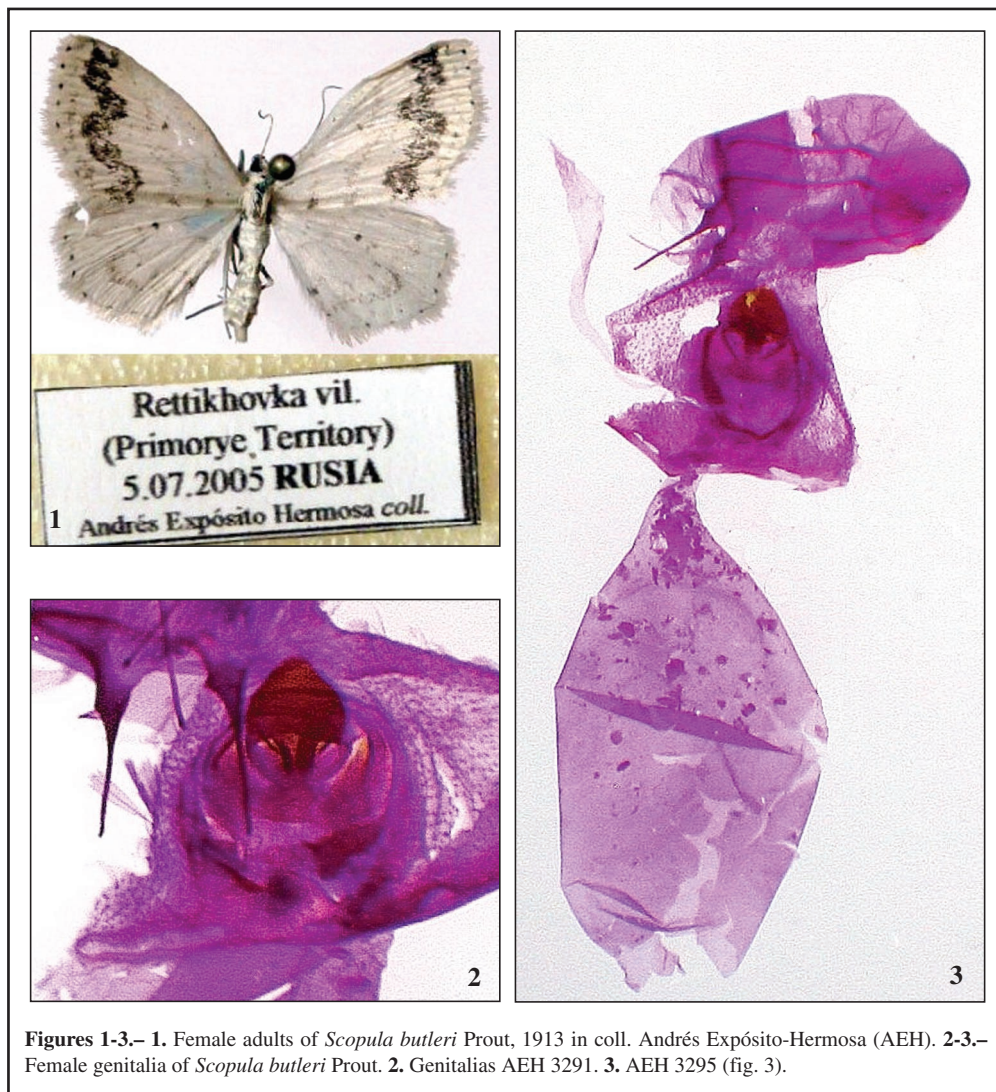 Rettikhovka vil.
(Primorye Territory)
5.07.2005 RUSIA
Andrés Expósito Hermosa coll.
1
2
3
Figures 1-3.– 1. Female adults of Scopula butleri Prout, 1913 in coll. Andrés Expósito-Hermosa (AEH). 2-3.–
Female genitalia of Scopula butleri Prout. 2. Genitalias AEH 3291. 3. AEH 3295 (fig. 3).